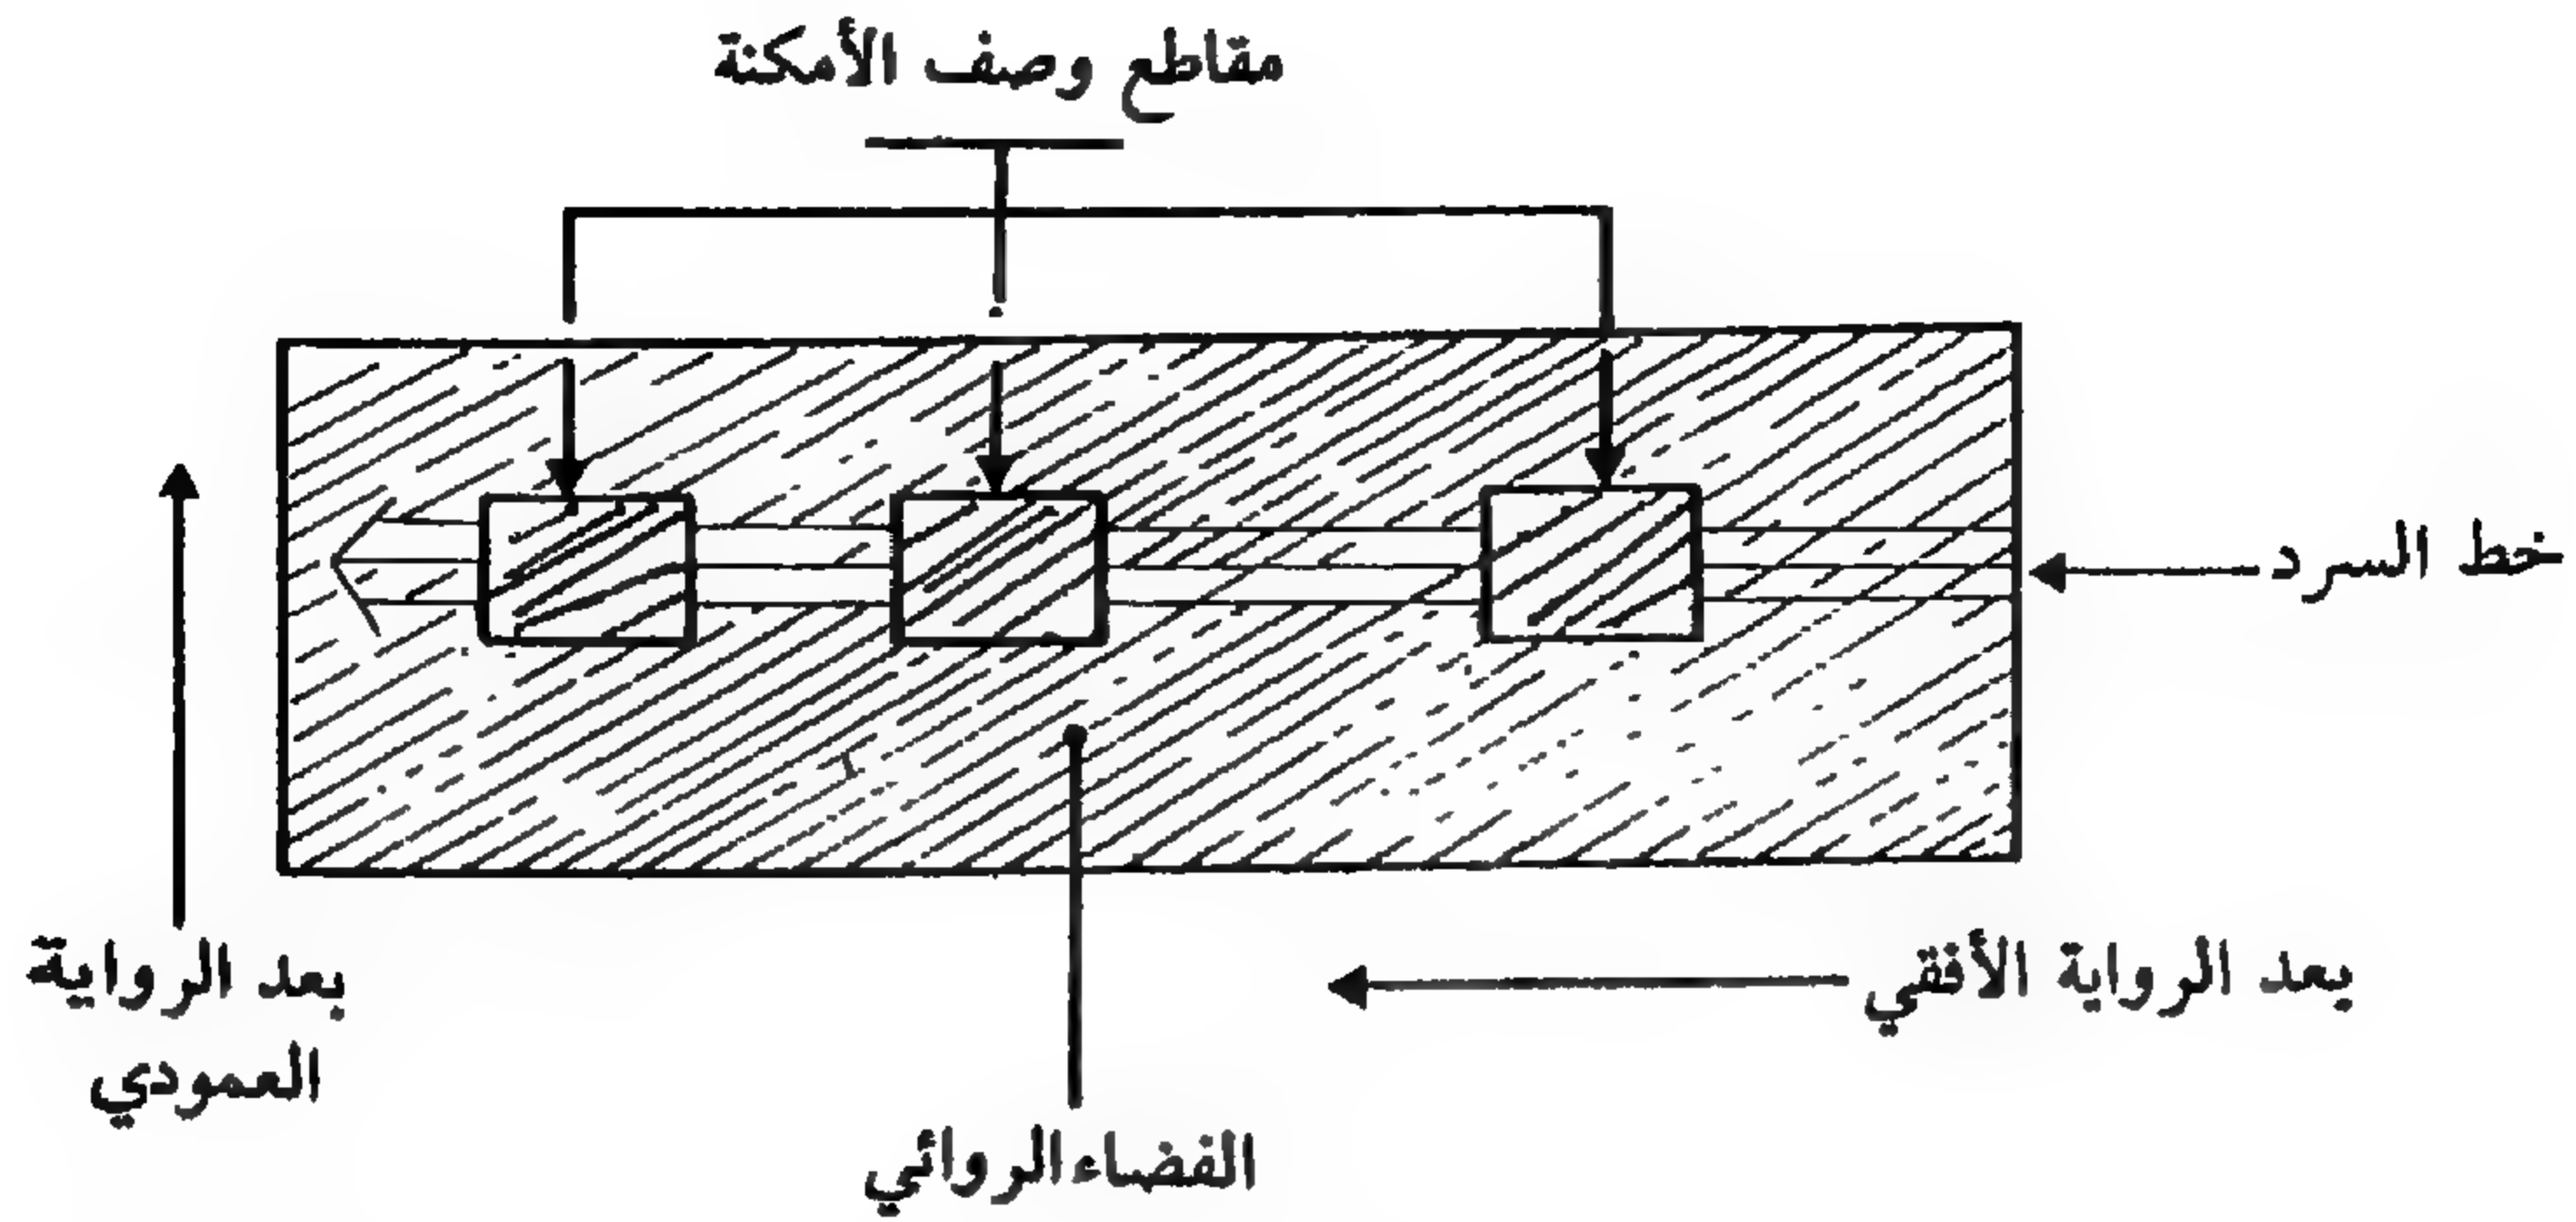 مقاطع وصف الأمكنة
خط السرد
بعد الرواية الأفقي
بعد الرواية
العمودي
الفضاء الروائي